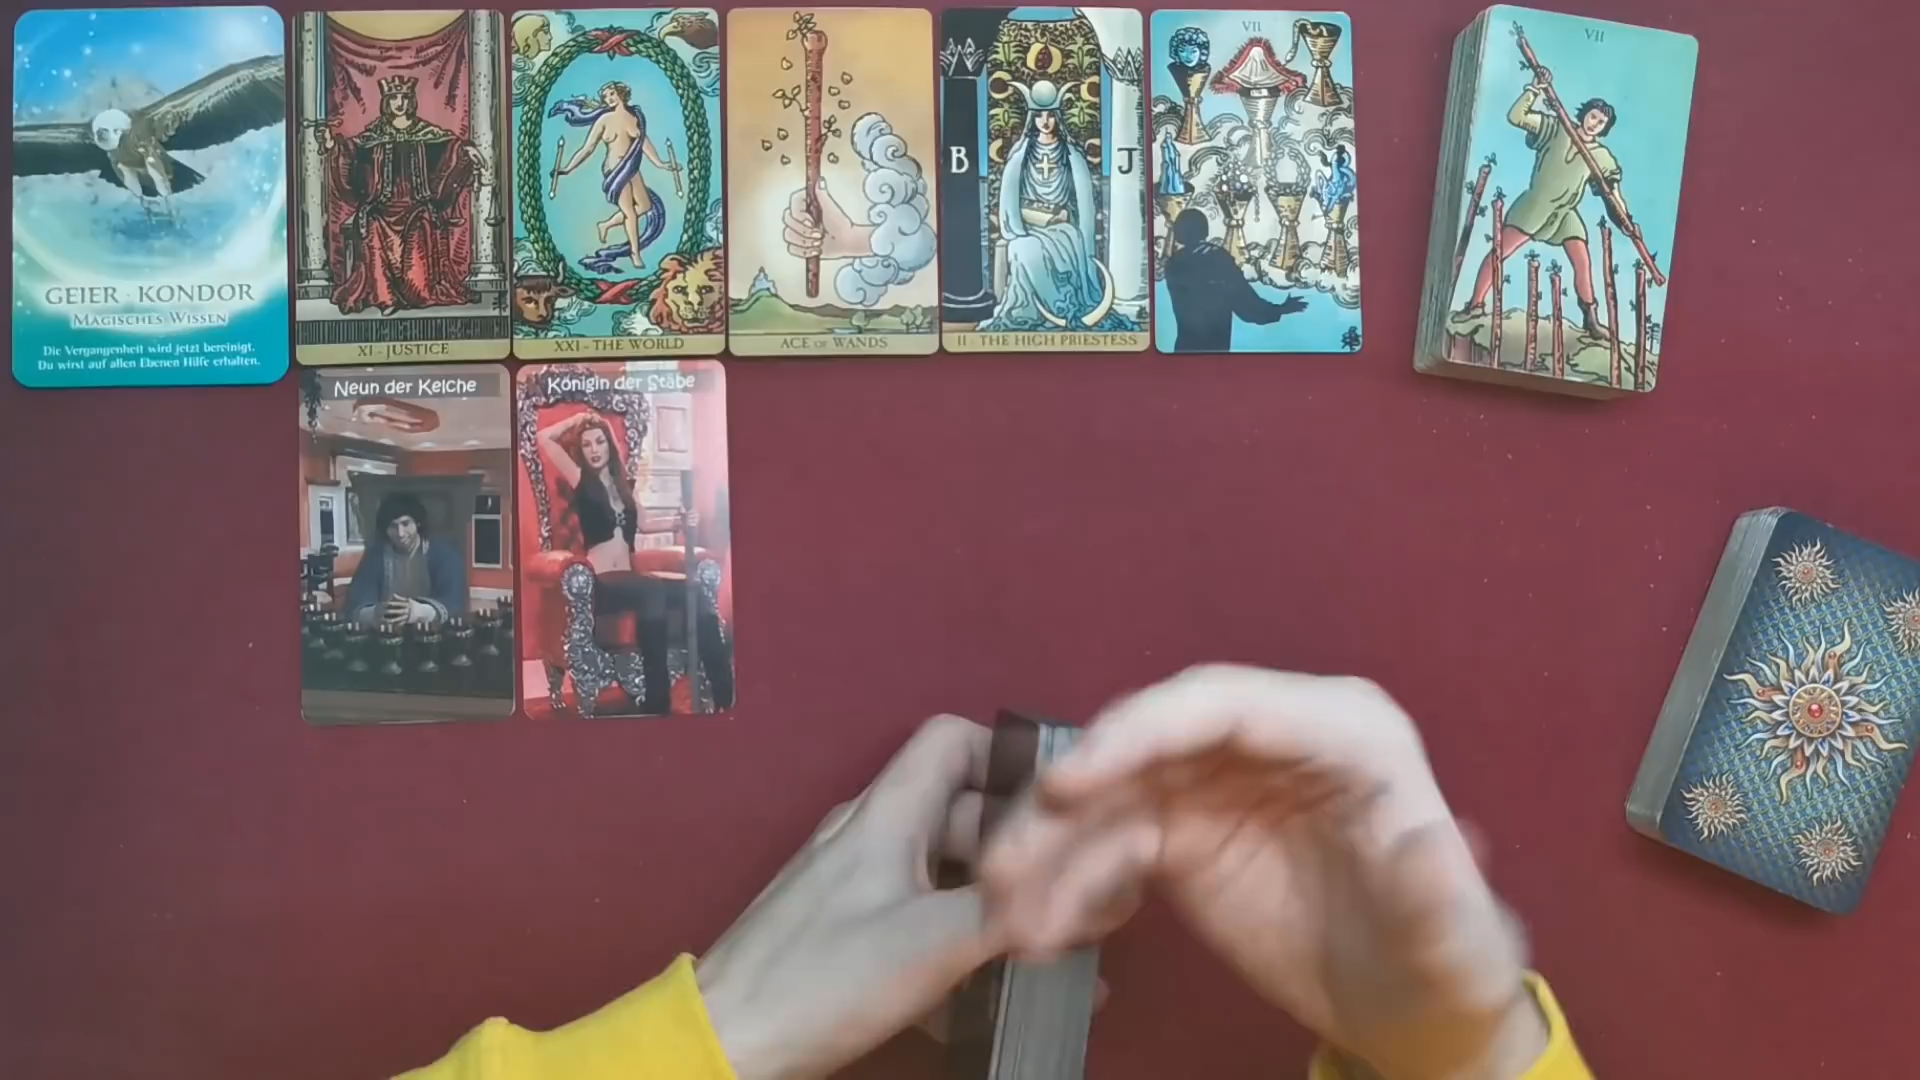 GEIER · KONDOR
MAGISCHES WISSEN
Die Vergangenheit wird jetzt bereinigt.
Du wirst auf allen Ebenen Hilfe erhalten.
XI - JUSTICE
XXI - THE WORLD
ACE OF WANDS
B
J
II - THE HIGH PRIESTESS
VII
VII
Neun der Kelche
Königin der Stäbe